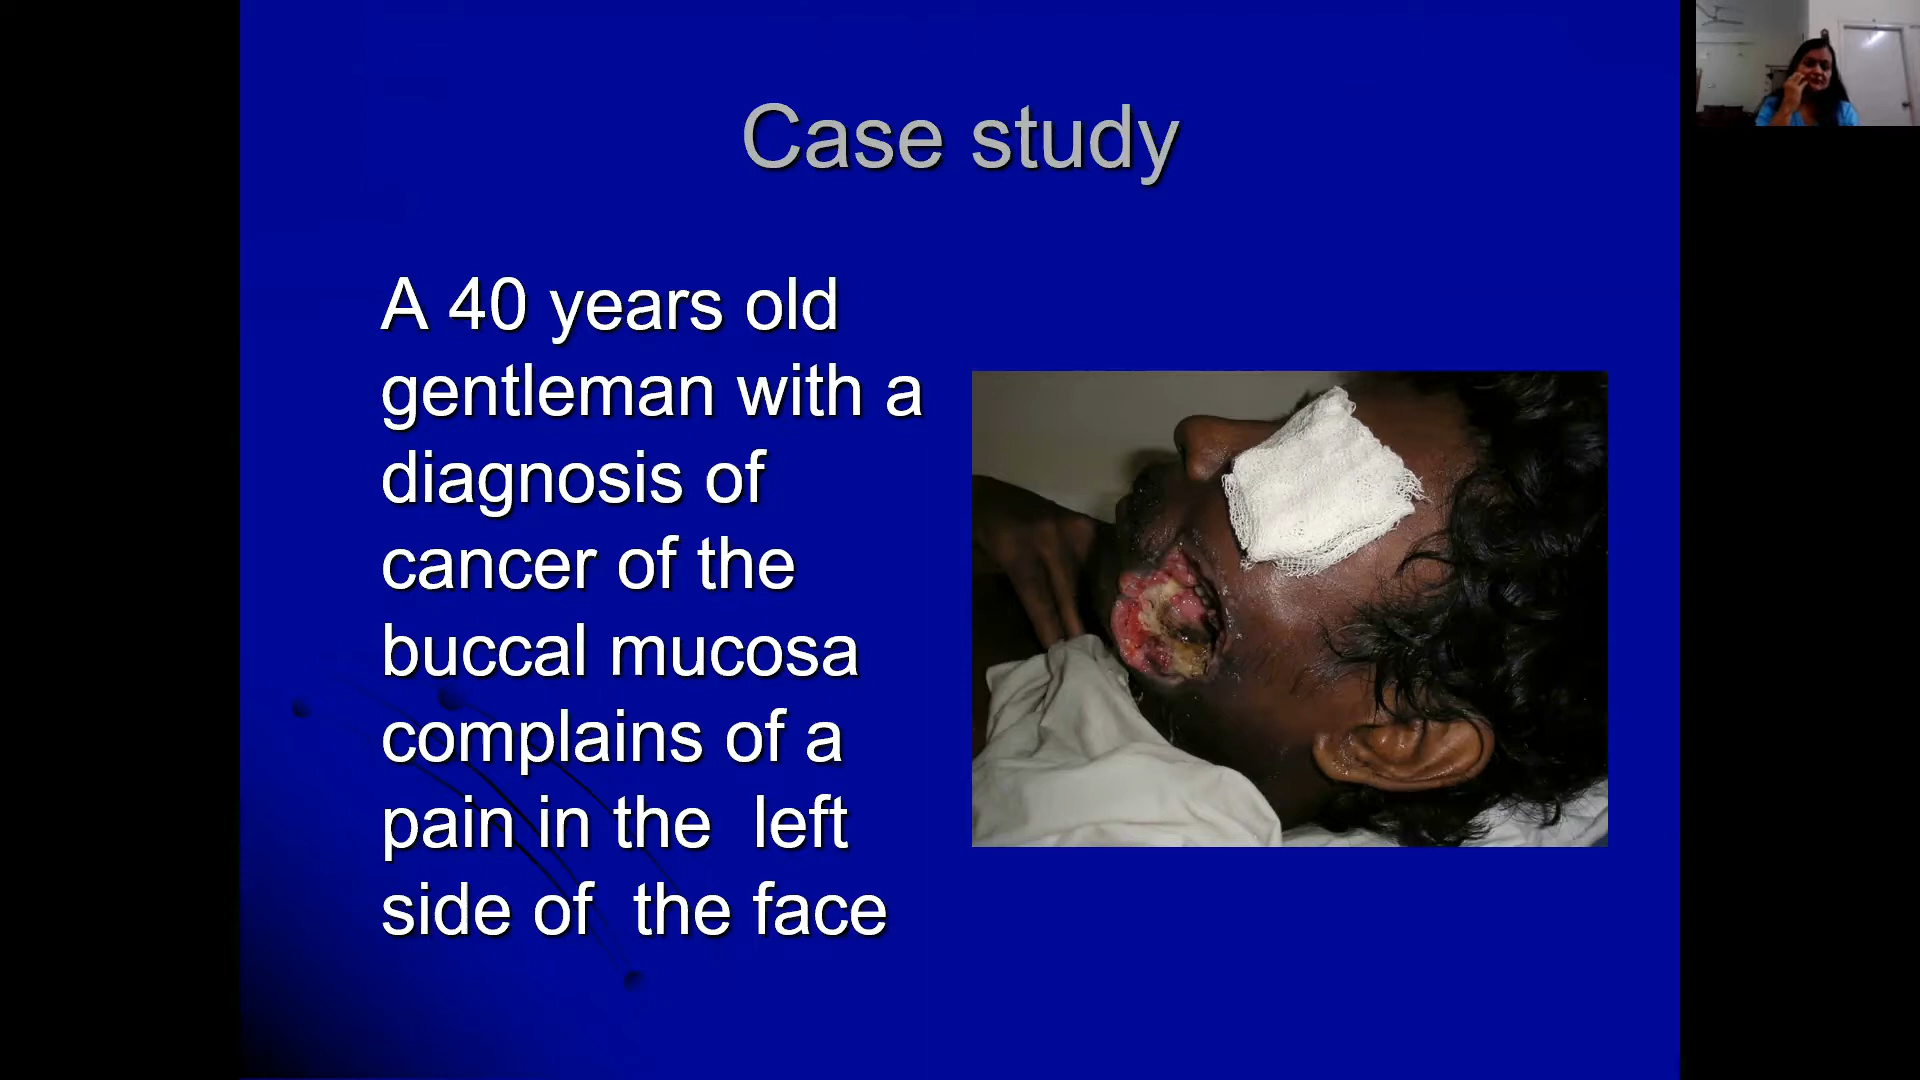 Case study
A 40 years old
gentleman with a
diagnosis of
cancer of the
buccal mucosa
complains of a
pain in the  left
side of  the face